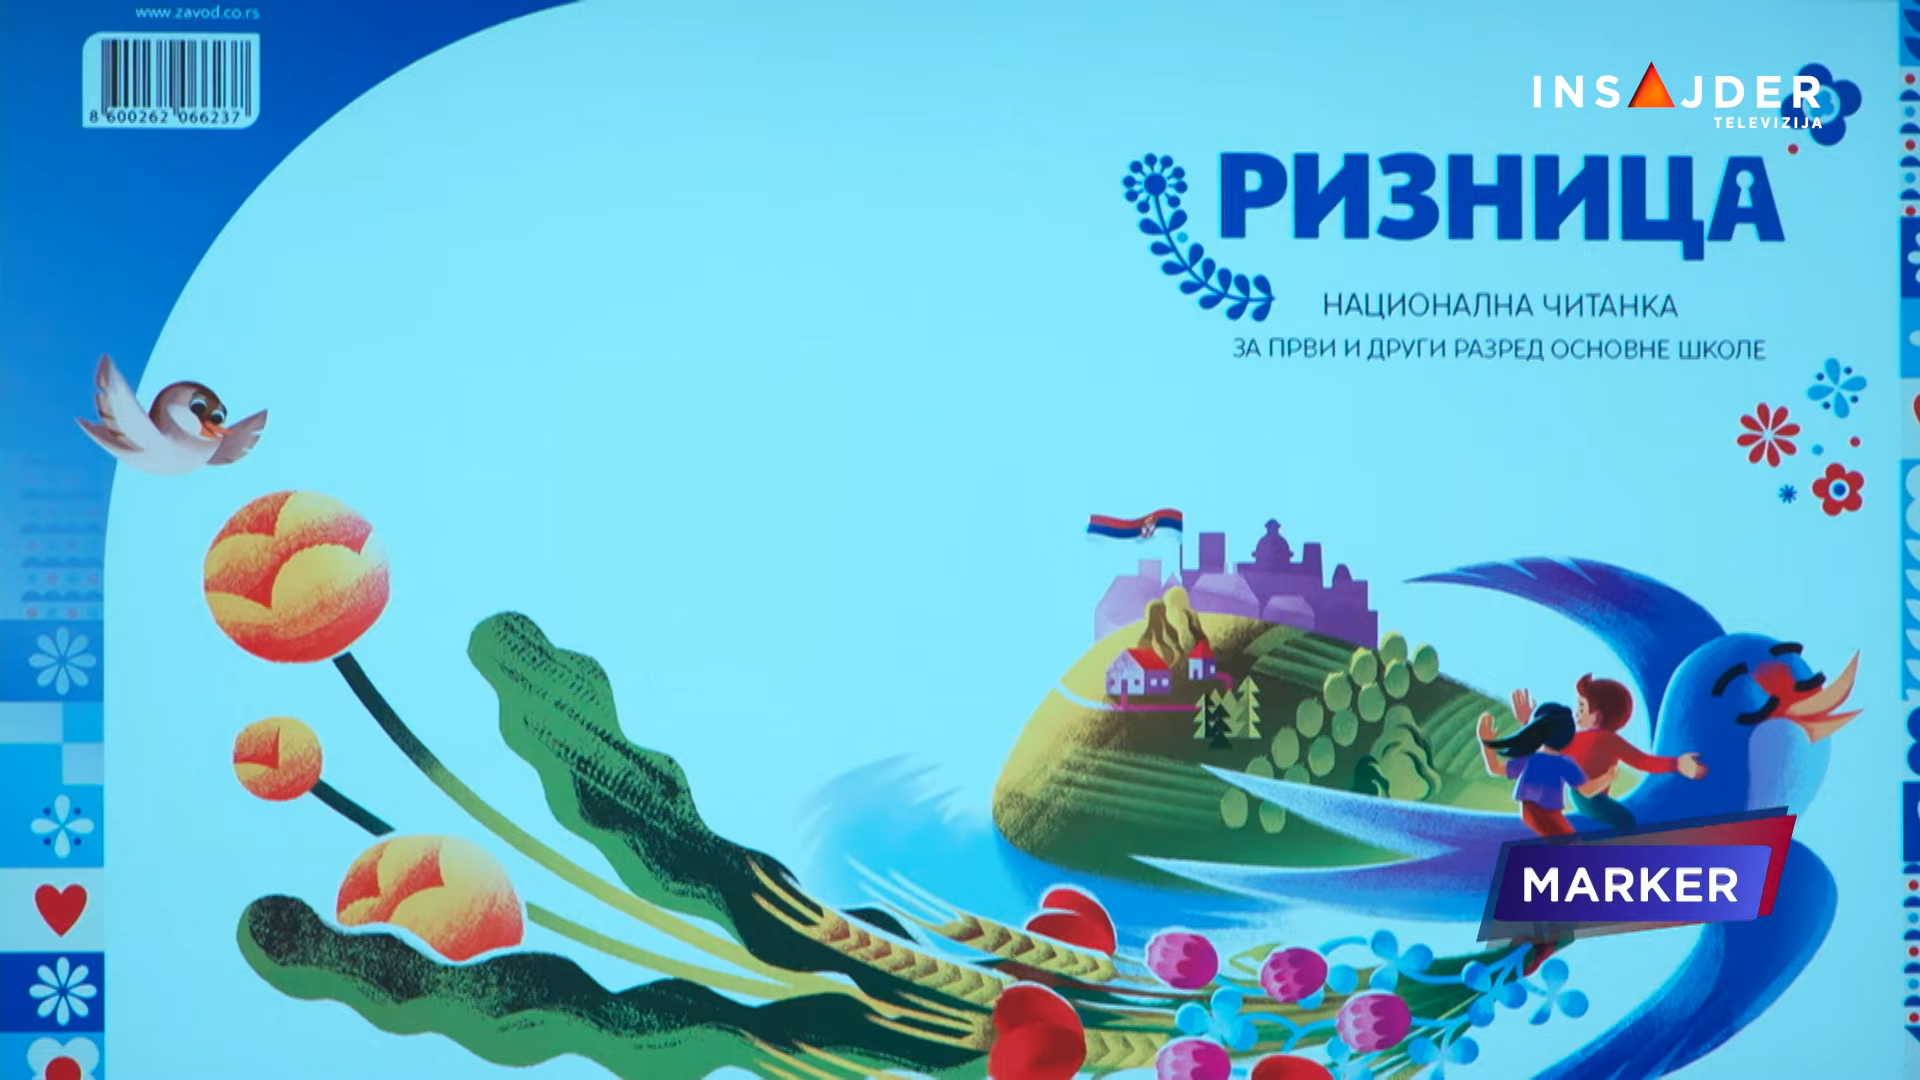 www.zavod.co.rs
8 600262 066237
INSAJDER
TELEVIZIJA
РИЗНИЦА
НАЦИОНАЛНА ЧИТАНКА
ЗА ПРВИ И ДРУГИ РАЗРЕД ОСНОВНЕ ШКОЛЕ
MARKER